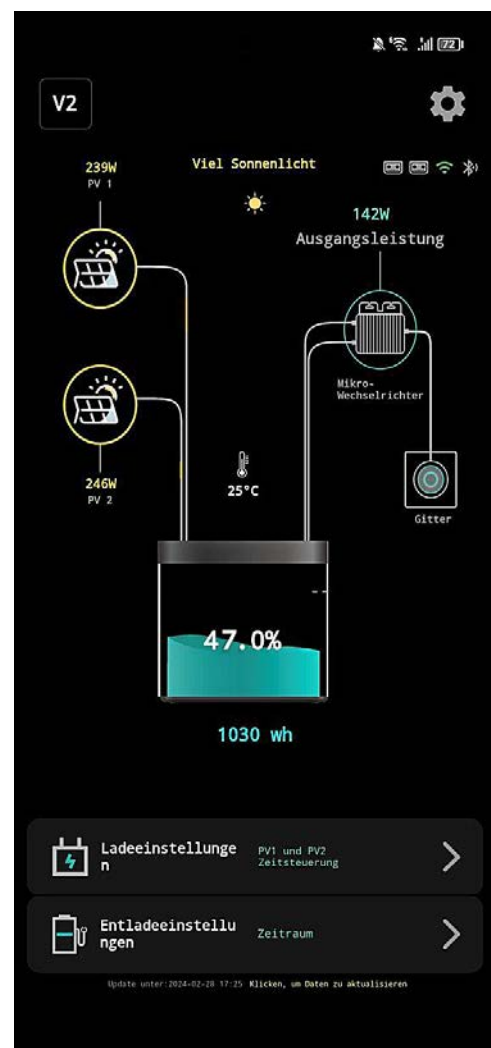 72
V2
239W
PV 1
Viel Sonnenlicht
142W
Ausgangsleistung
Mikro-
Wechselrichter
246W
PV 2
25°C
Gitter
47.0%
1030 wh
Ladeeinstellunge
n
PV1 und PV2
Zeitsteuerung
Entladeeinstellu
ngen
Zeitraum
Update unter:2024-02-28 17:25 Klicken, um Daten zu aktualisieren